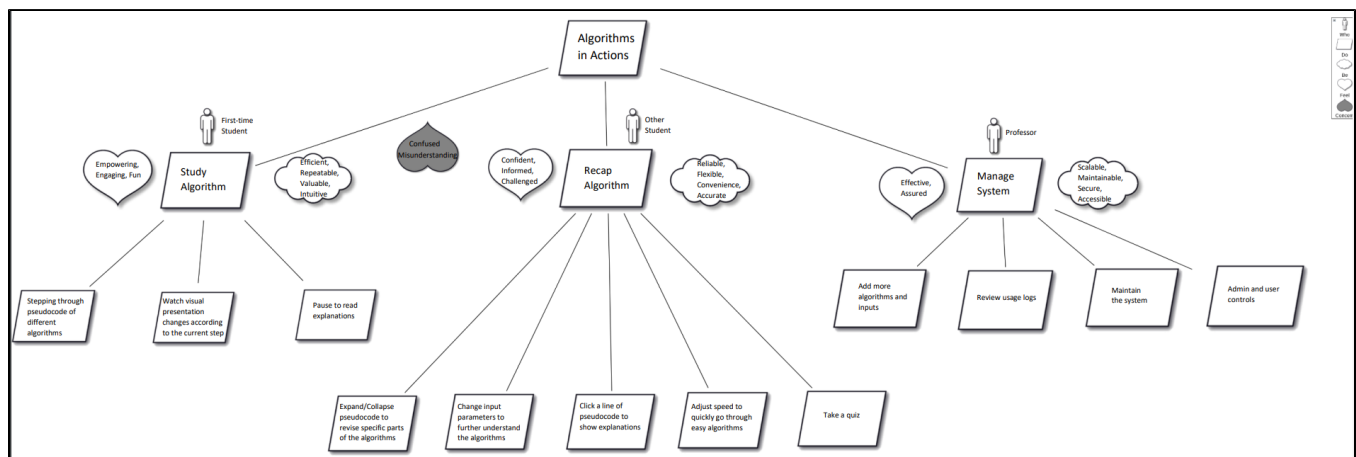 Algorithms
in Actions
Who
Do
Be
Feel
Concern
First-time
Student
Empowering,
Engaging, Fun
Study
Algorithm
Efficient,
Repeatable,
Valuable,
Intuitive
Confused
Misunderstanding
Other
Student
Confident,
Informed,
Challenged
Recap
Algorithm
Reliable,
Flexible,
Convenience,
Accurate
Professor
Effective,
Assured
Manage
System
Scalable,
Maintainable,
Secure,
Accessible
Stepping through
pseudocode of
different
algorithms
Watch visual
presentation
changes according
to the current step
Pause to read
explanations
Add more
algorithms and
inputs
Review usage logs
Maintain
the system
Admin and user
controls
Expand/Collapse
pseudocode to
revise specific parts
of the algorithms
Change input
parameters to
further understand
the algorithms
Click a line of
pseudocode to
show explanations
Adjust speed to
quickly go through
easy algorithms
Take a quiz